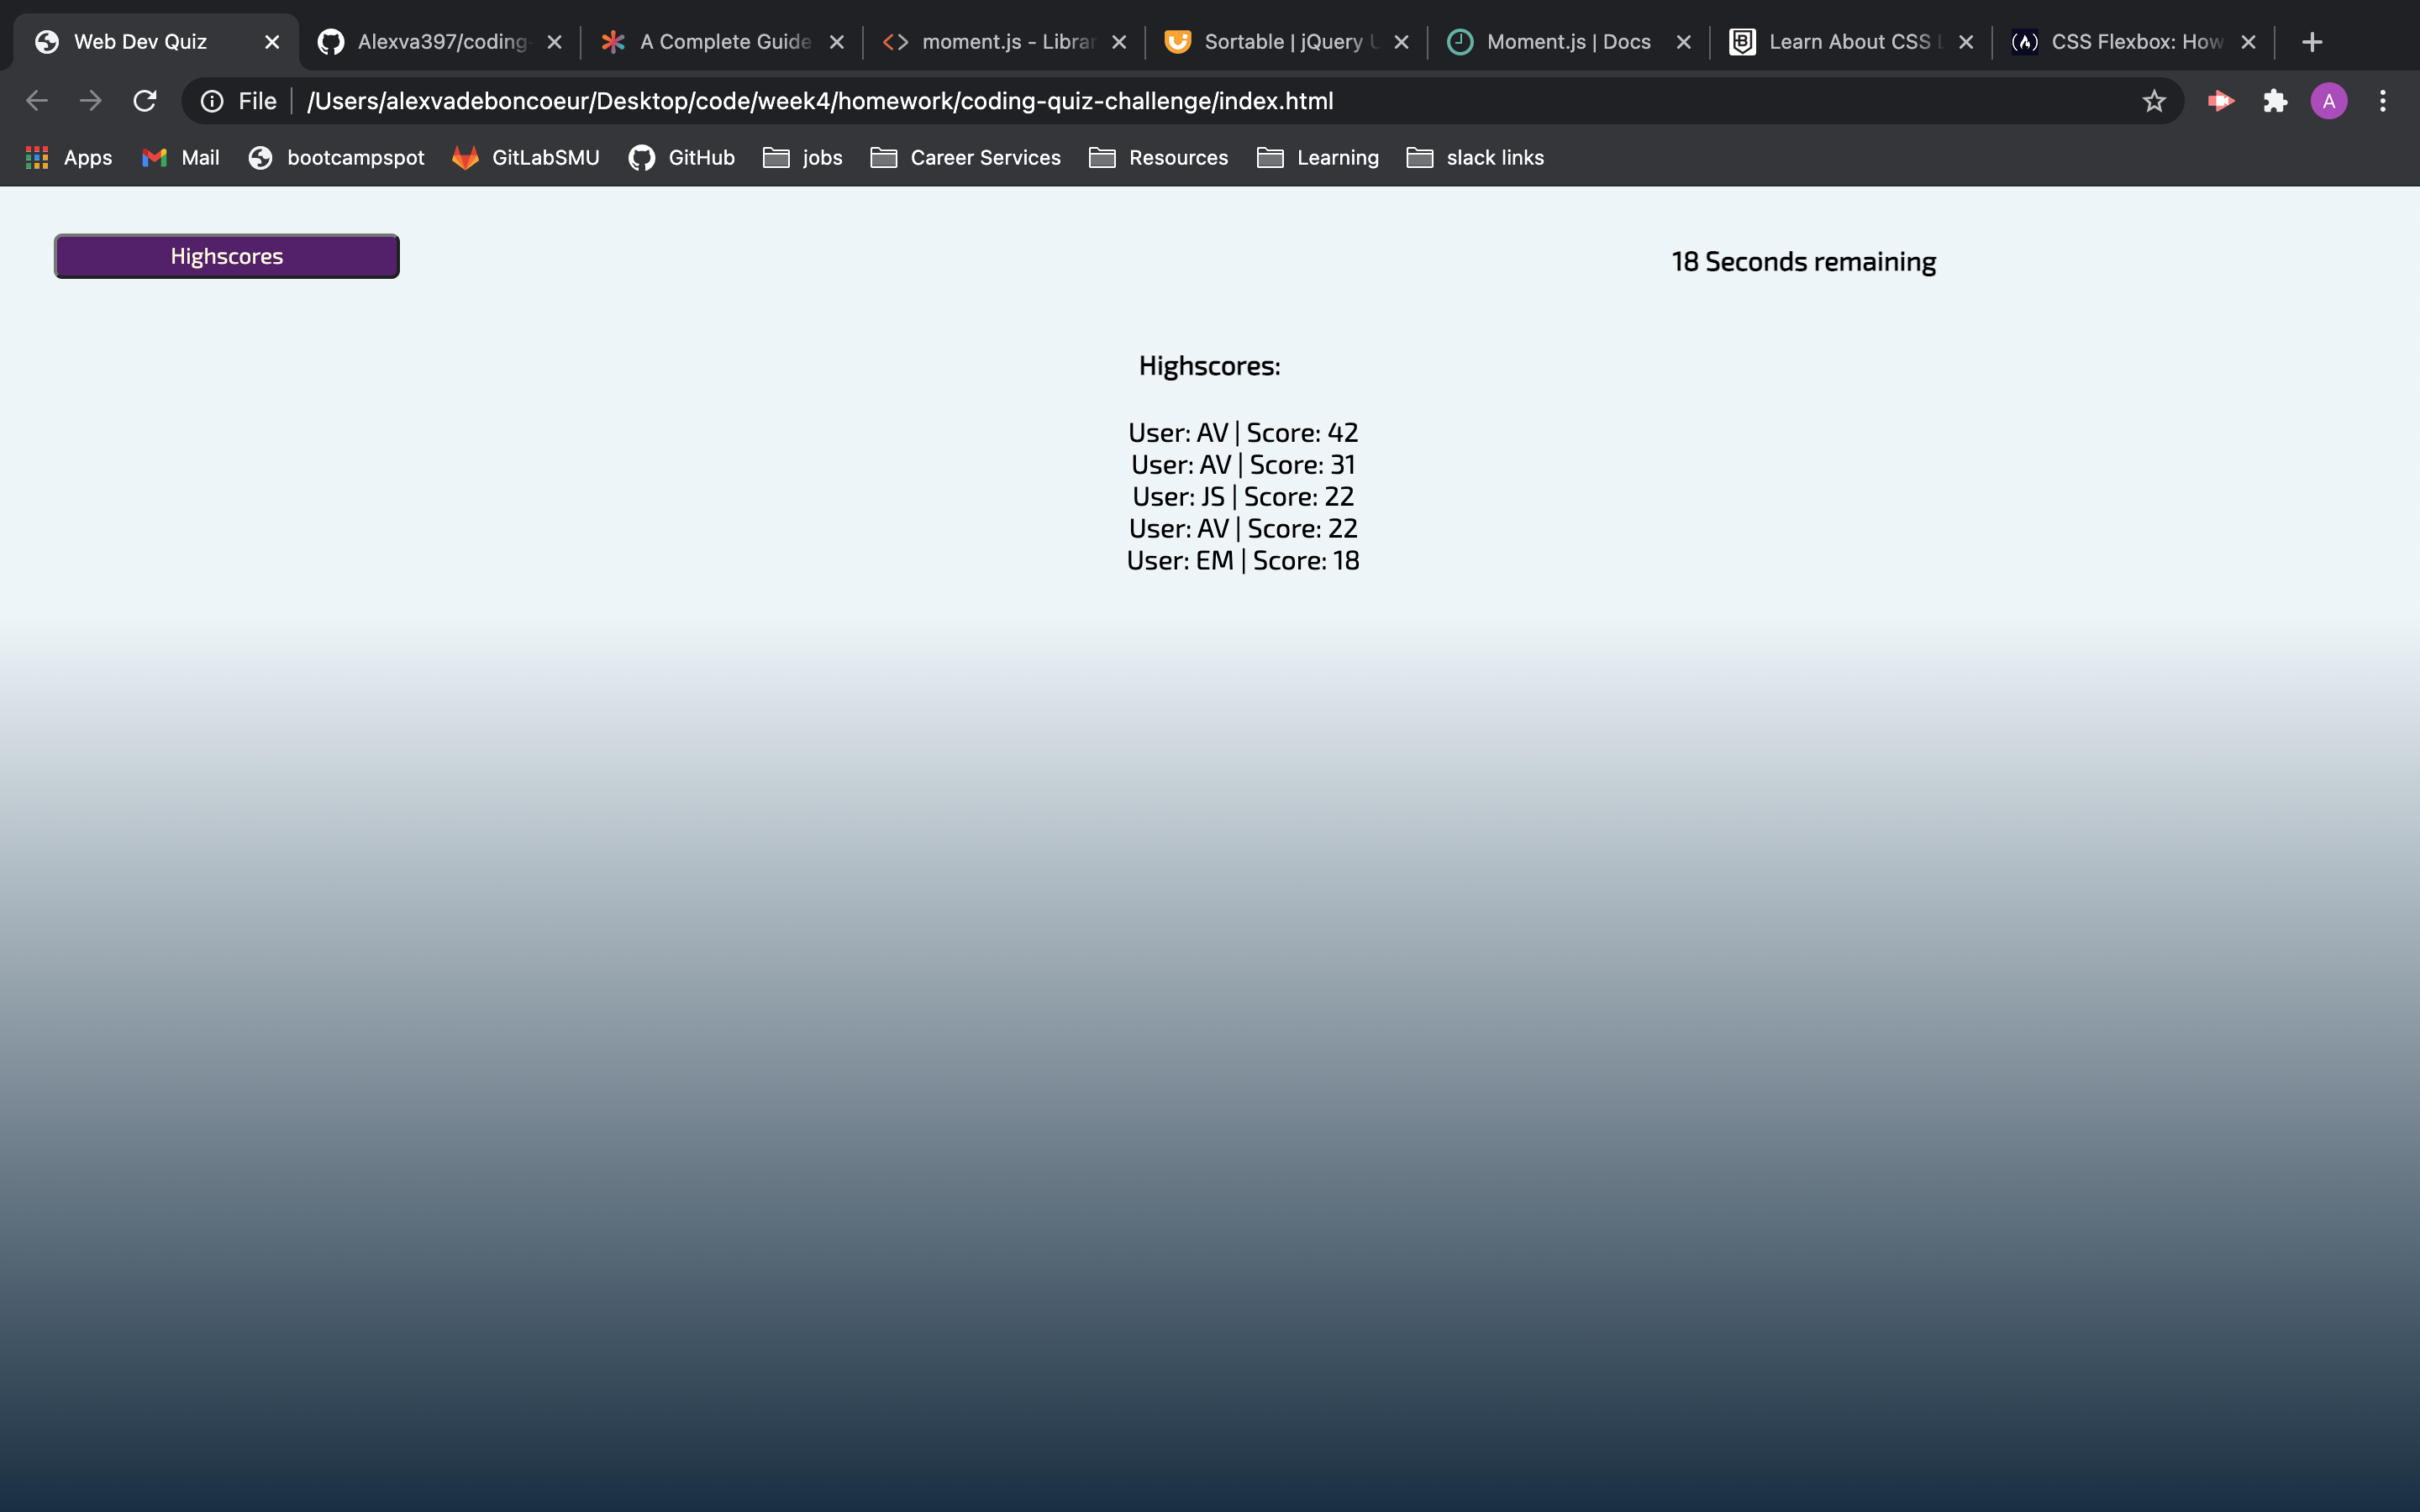 Web Dev Quiz
Alexva397/coding-
A Complete Guide
moment.js - Librar
Sortable | jQuery U
Moment.js | Docs
Learn About CSS L
CSS Flexbox: How
File
/Users/alexvadeboncoeur/Desktop/code/week4/homework/coding-quiz-challenge/index.html
A
Apps
Mail
bootcampspot
GitLabSMU
GitHub
jobs
Career Services
Resources
Learning
slack links
Highscores
18 Seconds remaining
Highscores:
User: AV | Score: 42
User: AV | Score: 31
User: JS | Score: 22
User: AV | Score: 22
User: EM | Score: 18